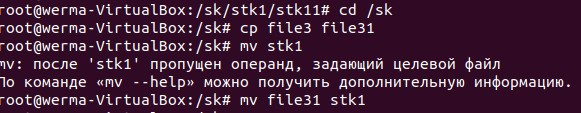 root@werma-VirtualBox:/sk/stk1/stk11# cd /sk
root@werma-VirtualBox:/sk# cp file3 file31
root@werma-VirtualBox:/sk# mv stk1
mv: после 'stk1' пропущен операнд, задающий целевой файл
По команде «mv --help» можно получить дополнительную информацию.
root@werma-VirtualBox:/sk# mv file31 stk1